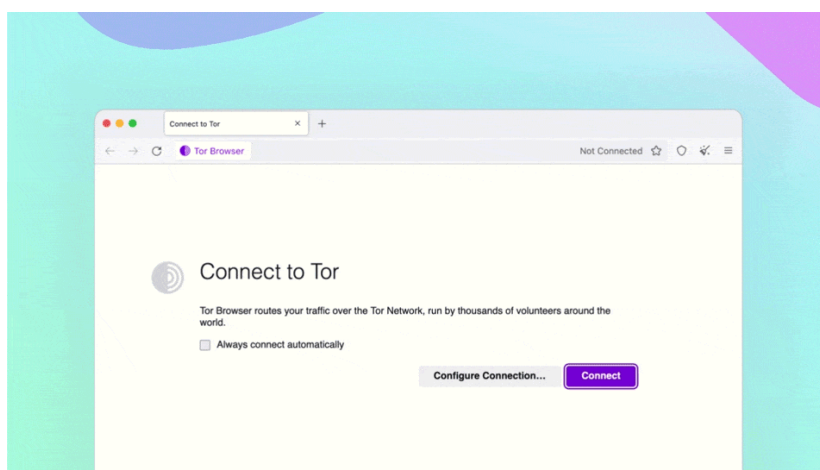 Connect to Tor
Tor Browser
Not Connected
Connect to Tor
Tor Browser routes your traffic over the Tor Network, run by thousands of volunteers around the
world.
Always connect automatically
Configure Connection...
Connect